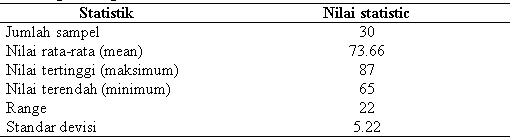 Statistik Nilai statistic
Jumlah sampel 30
Nilai rata-rata (mean) 73.66
Nilai tertinggi (maksimum) 87
Nilai terendah (minimum) 65
Range 22
Standar devisi 5.22